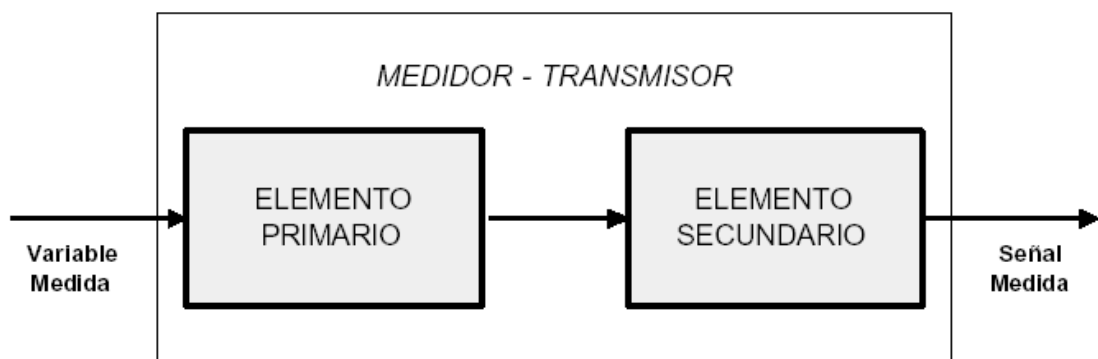 MEDIDOR - TRANSMISOR
ELEMENTO
PRIMARIO
ELEMENTO
SECUNDARIO
Variable
Medida
Señal
Medida